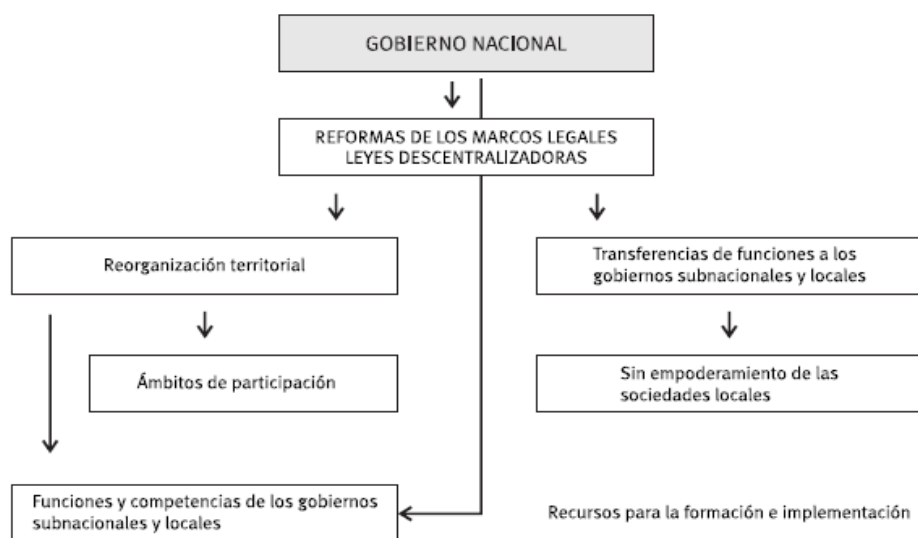 GOBIERNO NACIONAL
REFORMAS DE LOS MARCOS LEGALES
LEYES DESCENTRALIZADORAS
Reorganización territorial
Transferencias de funciones a los
gobiernos subnacionales y locales
Ámbitos de participación
Sin empoderamiento de las
sociedades locales
Funciones y competencias de los gobiernos
subnacionales y locales
Recursos para la formación e implementación